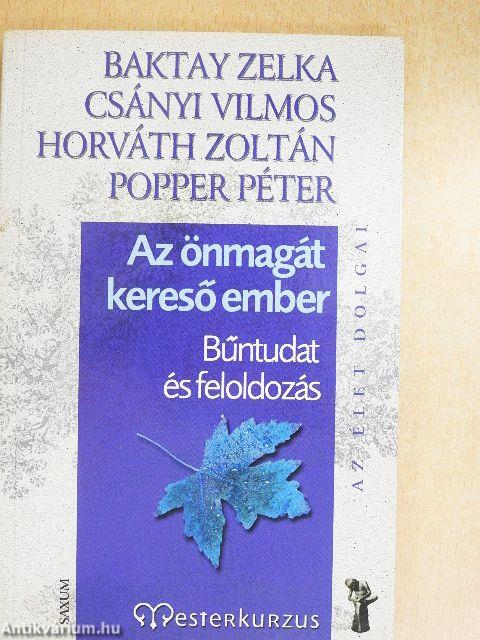 BAKTAY ZELKA
CSÁNYI VILMOS
HORVÁTH ZOLTÁN
POPPER PÉTER
Az önmagát
kereső ember
Bűntudat
és feloldozás
AZ ÉLET DOLGAI
SAXUM
Mesterkurzus
Antikvarium.hu